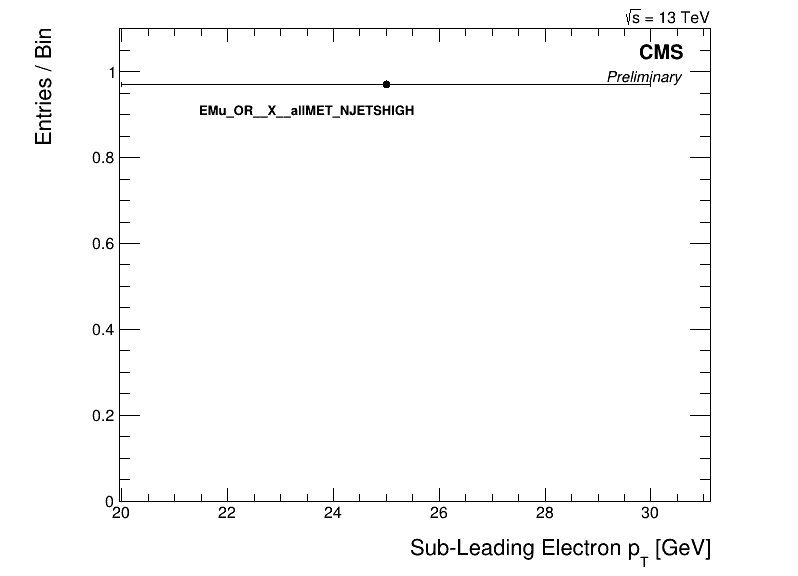 √s = 13 TeV
CMS
Preliminary
EMu_OR__X__allMET_NJETSHIGH
Entries / Bin
1
0.8
0.6
0.4
0.2
0
20 22 24 26 28 30
Sub-Leading Electron pT [GeV]